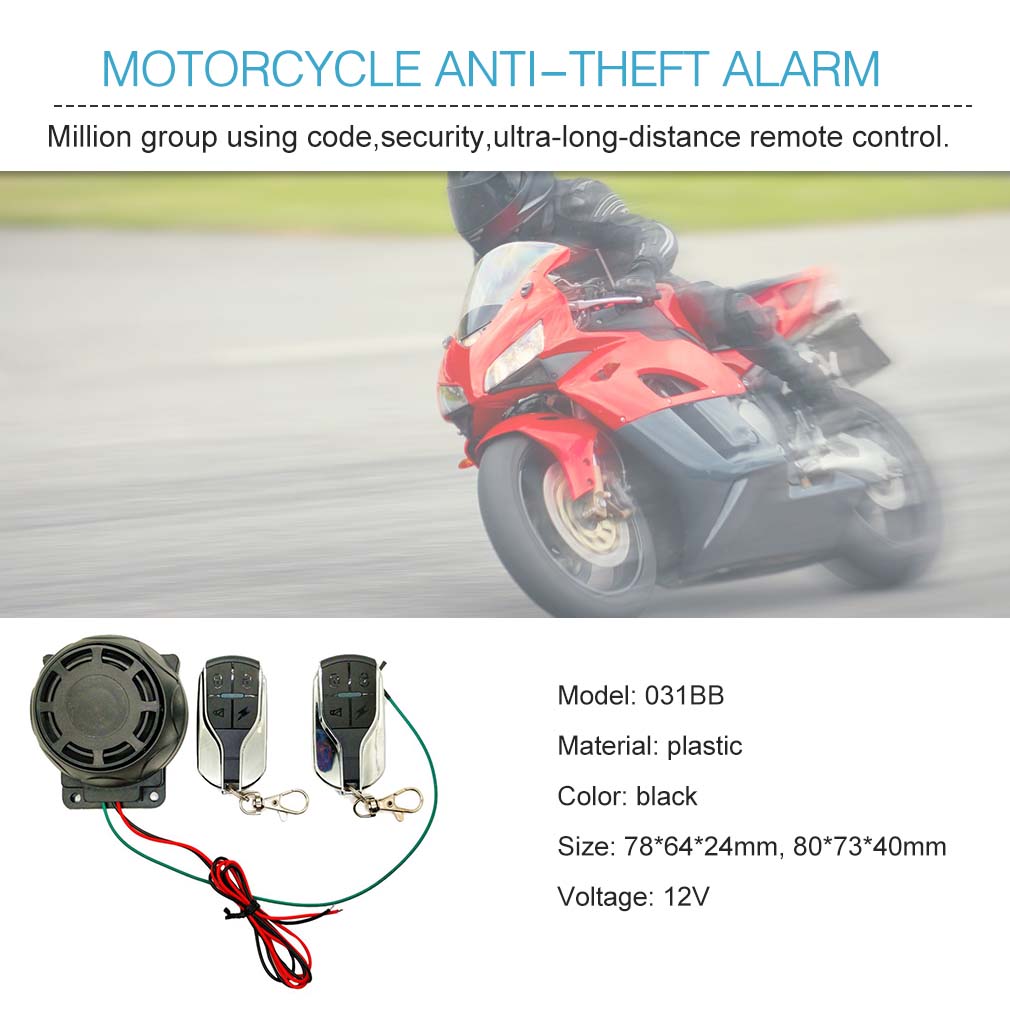 MOTORCYCLE ANTI-THEFT ALARM
Million group using code,security,ultra-long-distance remote control.
Model: 031BB
Material: plastic
Color: black
Size: 78*64*24mm, 80*73*40mm
Voltage: 12V